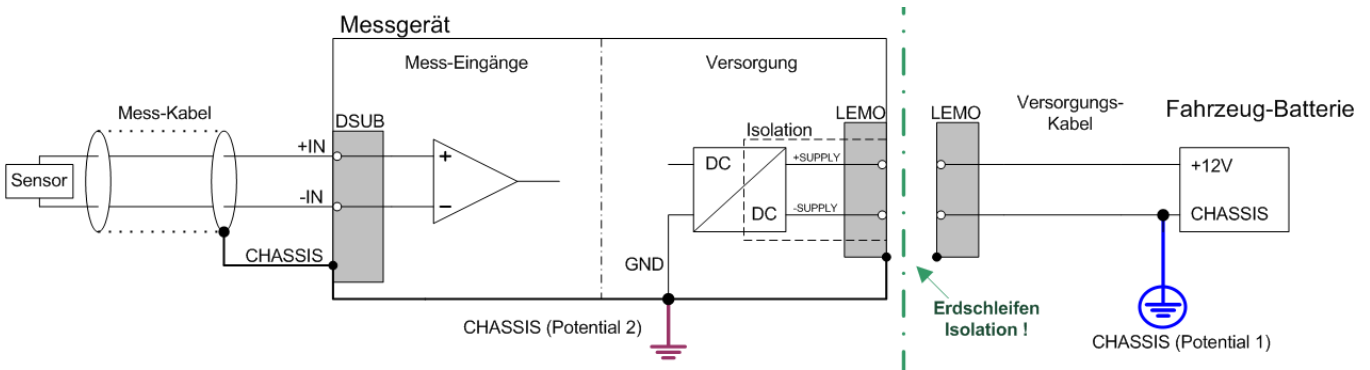 Messgerät
Mess-Eingänge
Versorgung
Mess-Kabel
DSUB
LEMO
LEMO
Versorgungs-
Kabel
Fahrzeug-Batterie
Isolation
+IN
+
DC
+SUPPLY
+12V
Sensor
-IN
−
DC
-SUPPLY
CHASSIS
CHASSIS
GND
Erdschleifen
Isolation !
CHASSIS (Potential 2)
CHASSIS (Potential 1)